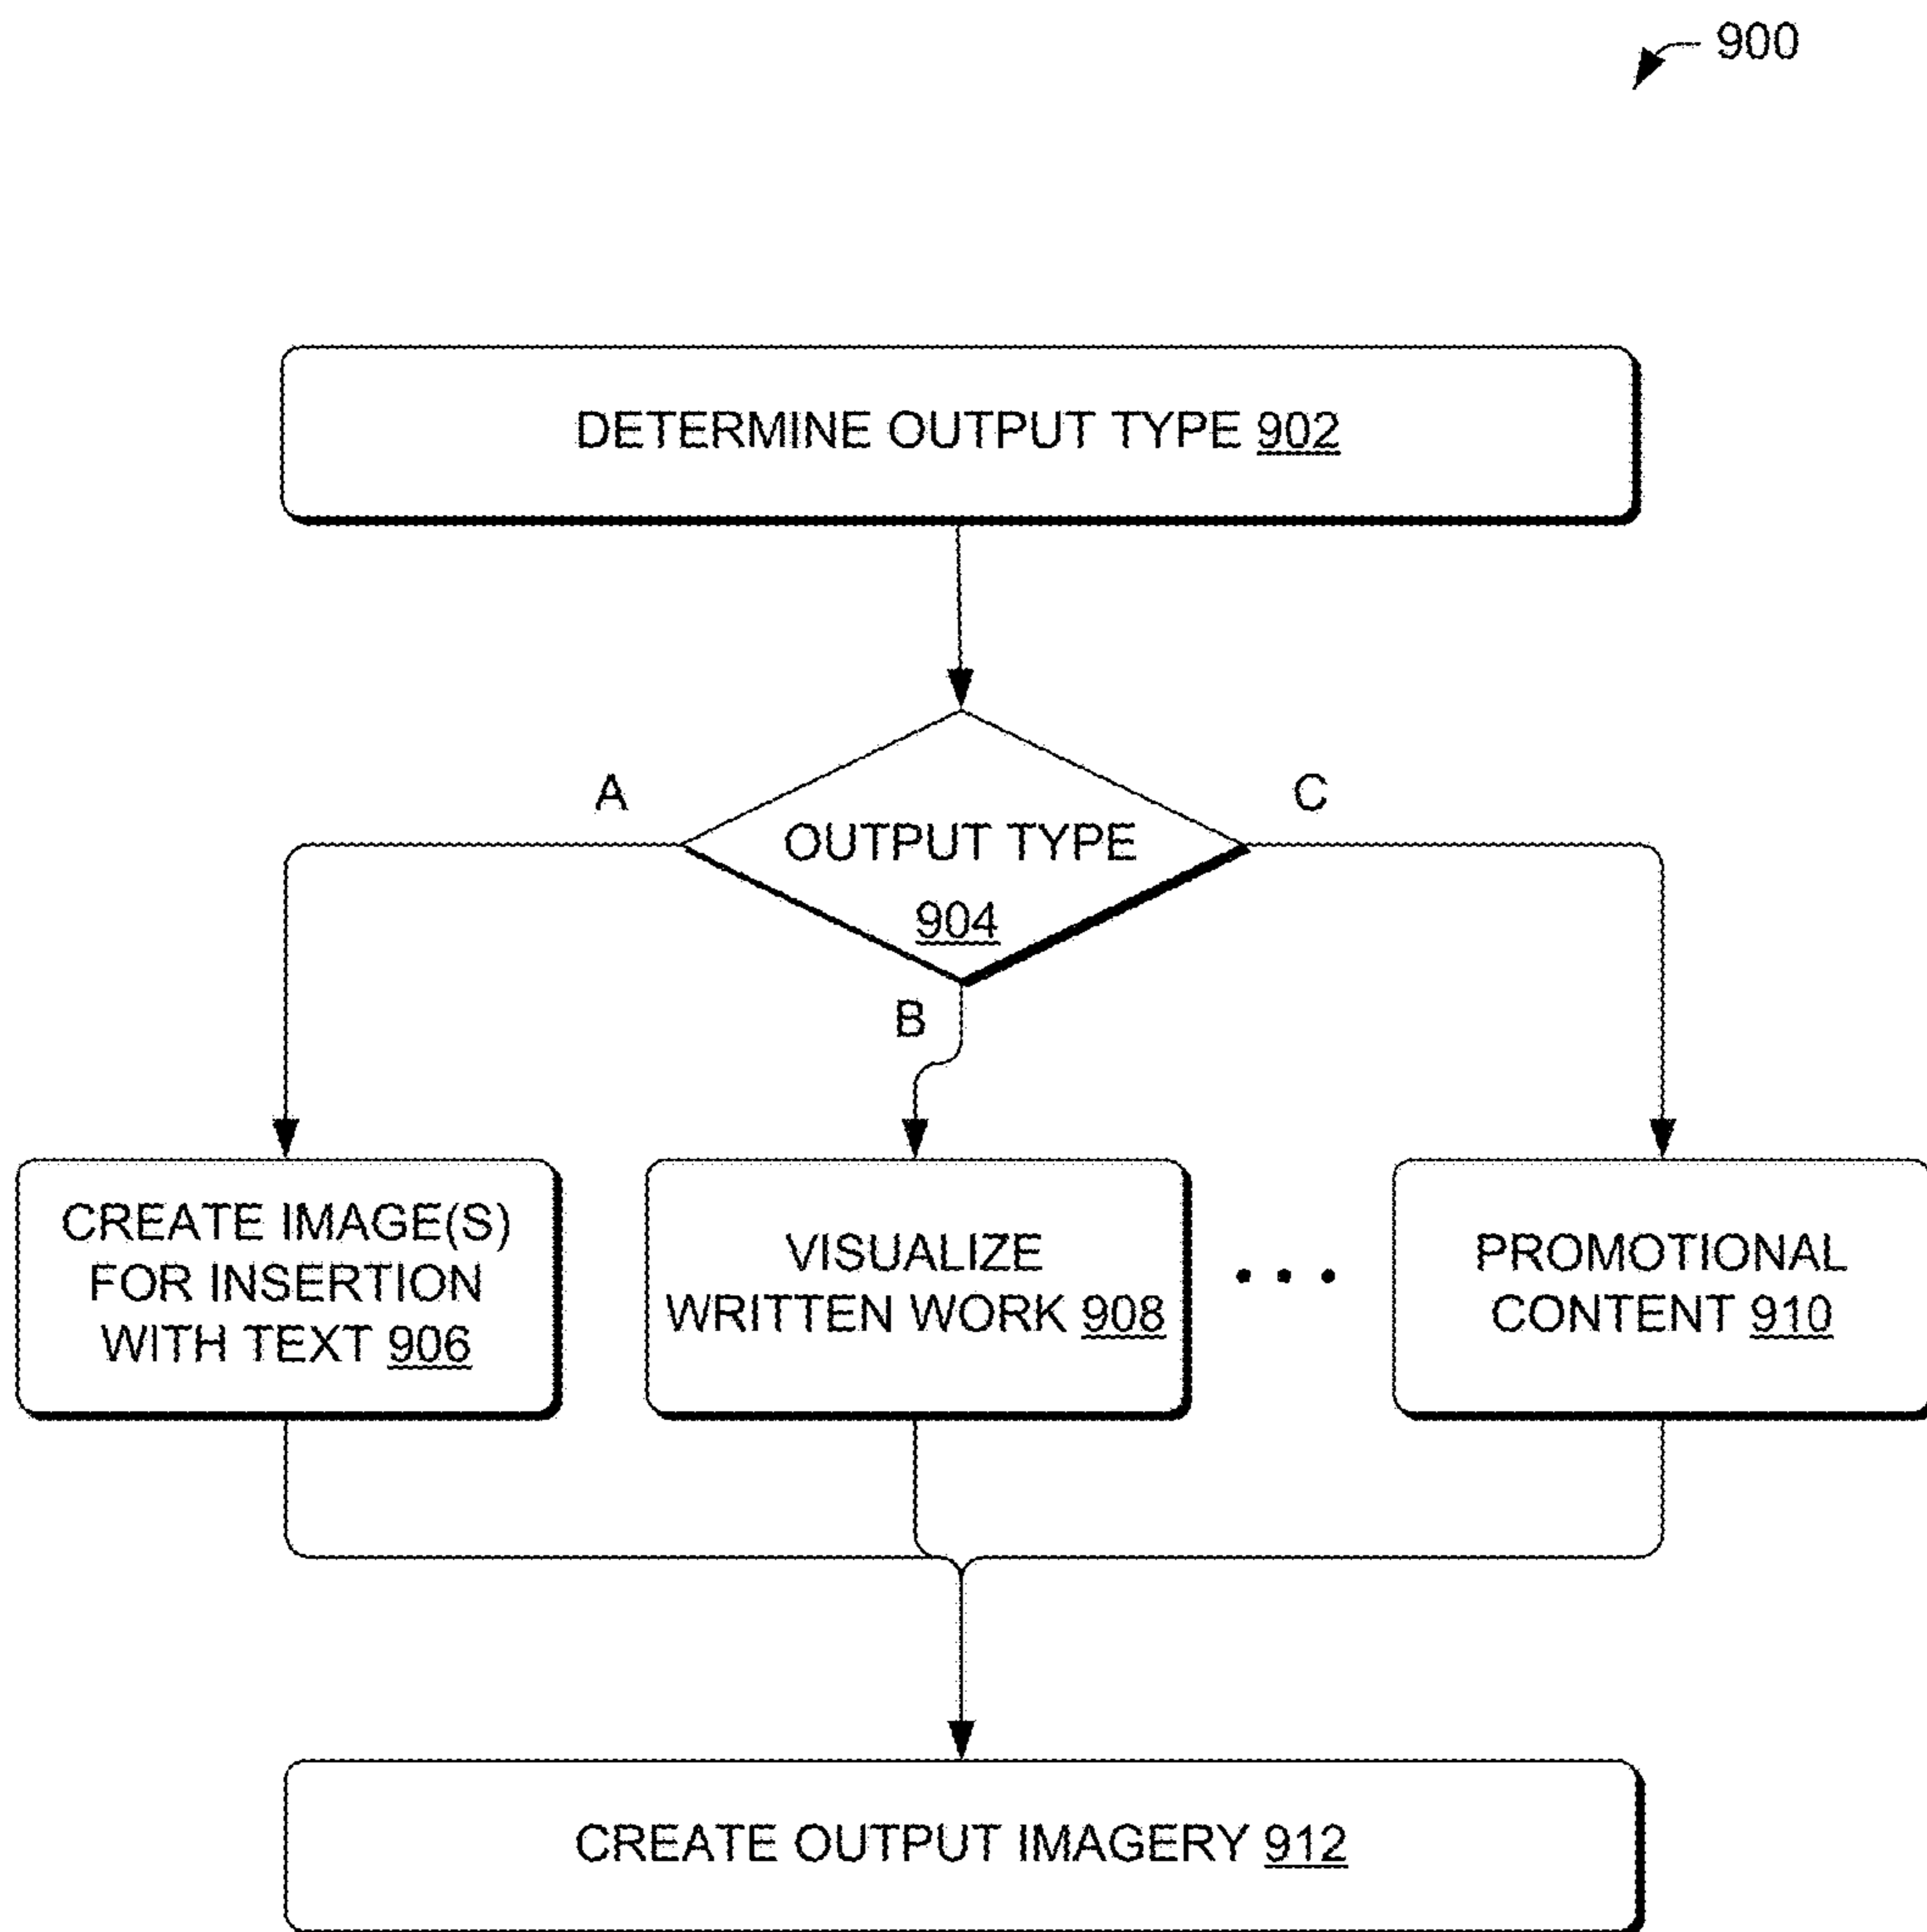 900
DETERMINE OUTPUT TYPE 902
A
C
OUTPUT TYPE
904
B
CREATE IMAGE(S)
FOR INSERTION
WITH TEXT 906
VISUALIZE
WRITTEN WORK 908
PROMOTIONAL
CONTENT 910
CREATE OUTPUT IMAGERY 912